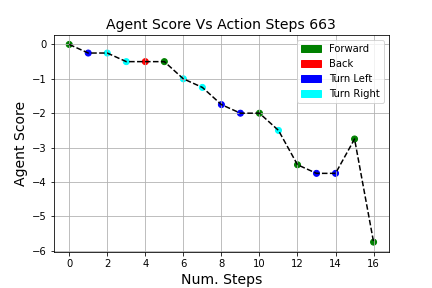 Agent Score Vs Action Steps 663
Forward
Back
Turn Left
Turn Right
0
−1
−2
−3
−4
−5
−6
Agent Score
0 2 4 6 8 10 12 14 16
Num. Steps